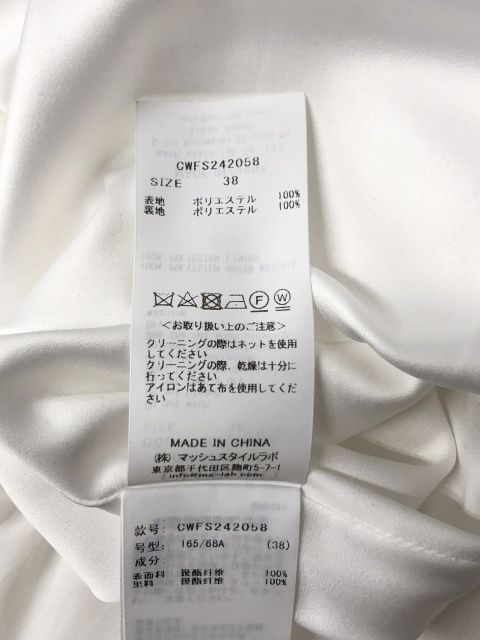 CWFS242058
SIZE 38
表地 ポリエステル 100%
裏地 ポリエステル 100%
F W
<お取り扱い上のご注意>
クリーニングの際はネットを使用
してください
クリーニングの際、乾燥は十分に
行ってください
アイロンはあて布を使用してくだ
さい
MADE IN CHINA
(株) マッシュスタイルラボ
東京都千代田区麹町5-7-1
info@ms-lab.com
款号: CWFS242058
号型: 165/68A (38)
成分:
表面料 聚酯纤维 100%
里料 聚酯纤维 100%